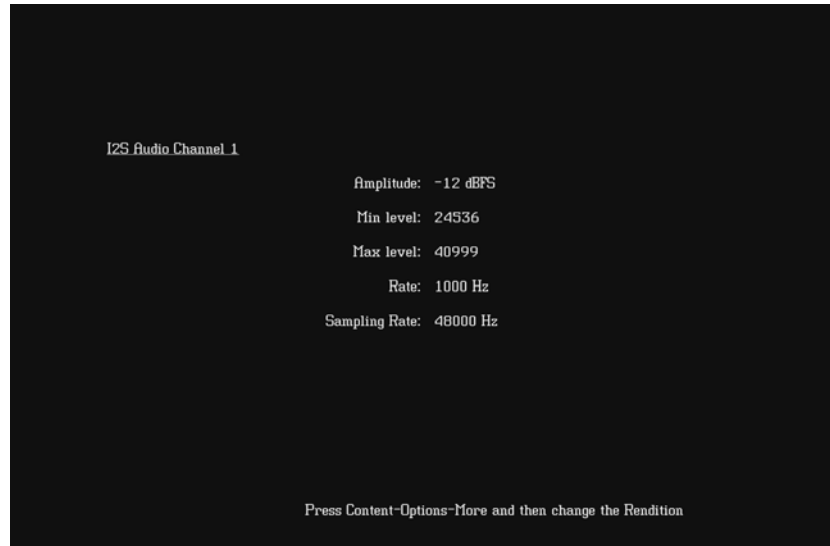 I2S Audio Channel 1
Amplitude: -12 dBFS
Min level: 24536
Max level: 40999
Rate: 1000 Hz
Sampling Rate: 48000 Hz
Press Content-Options-More and then change the Rendition